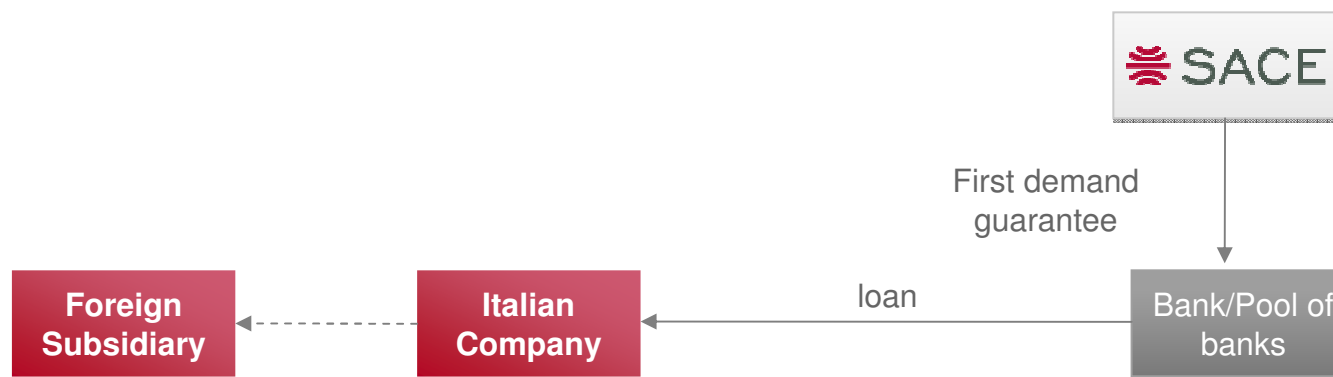 SACE
First demand
guarantee
Foreign
Subsidiary
Italian
Company
loan
Bank/Pool of
banks